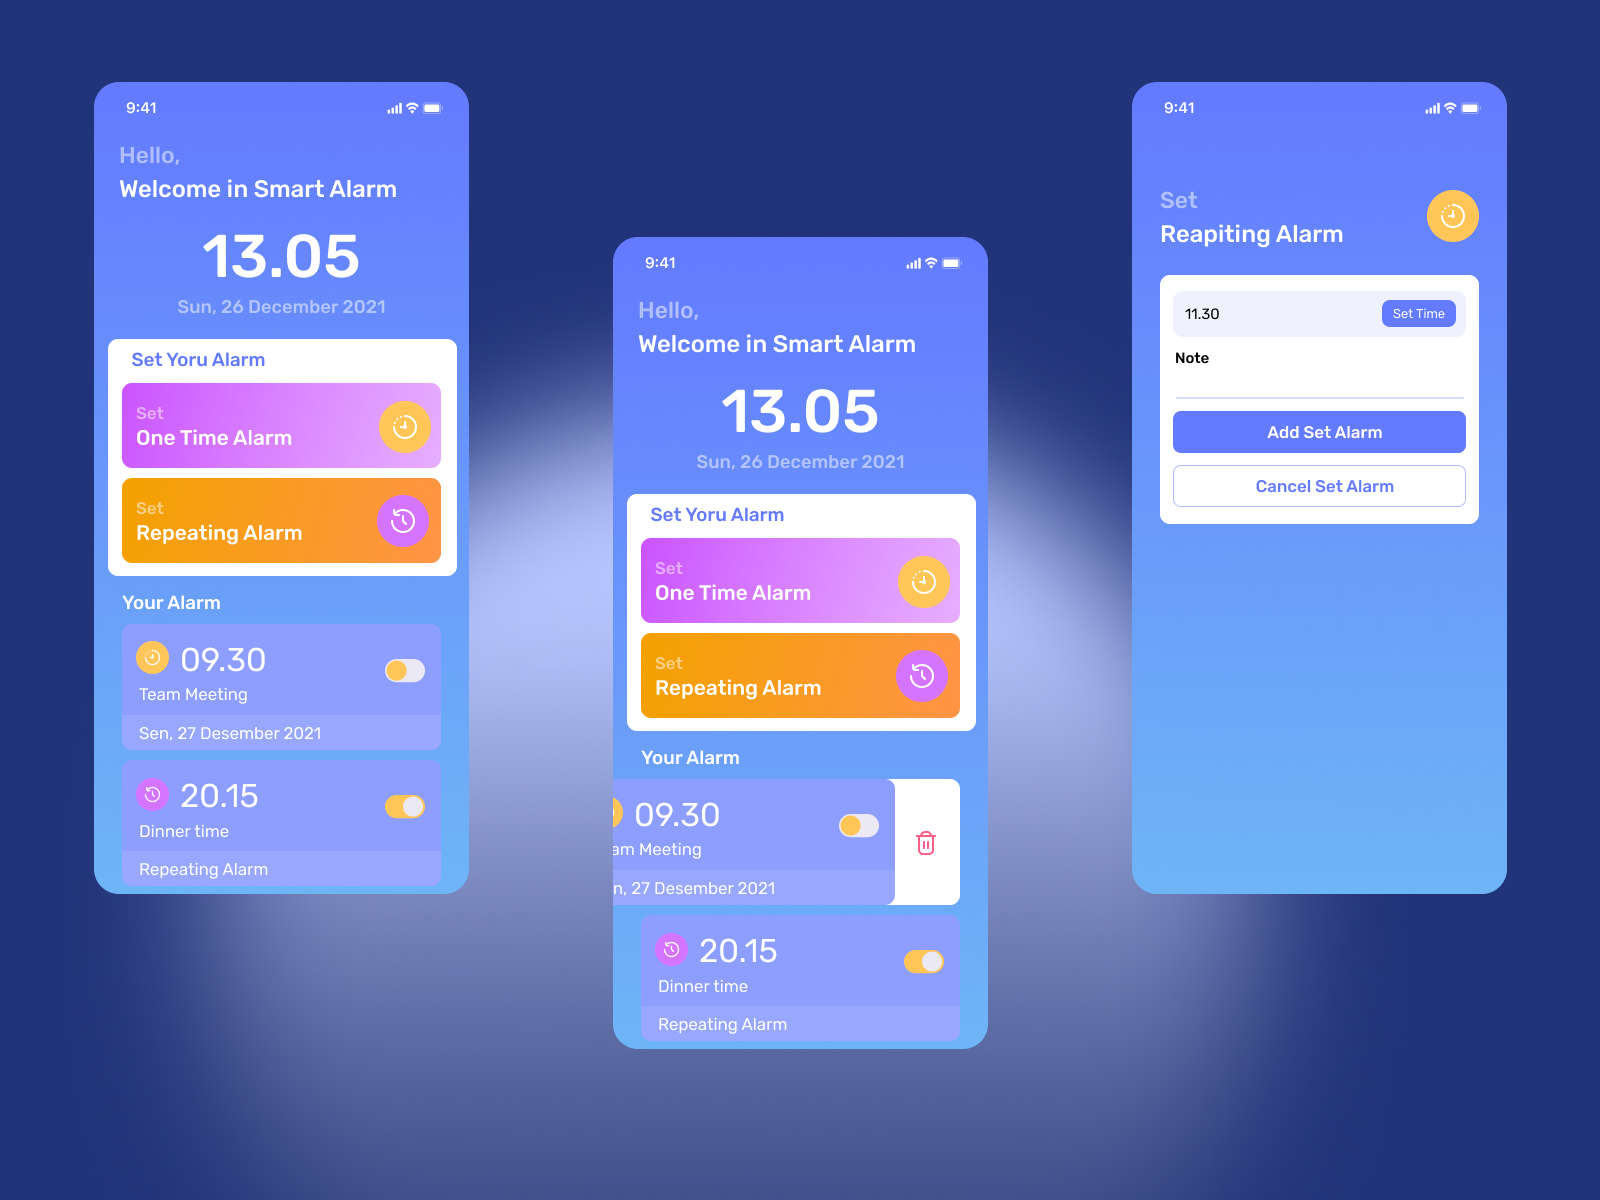 9:41
Hello,
Welcome in Smart Alarm
13.05
Sun, 26 December 2021
Set Yoru Alarm
Set
One Time Alarm
Set
Repeating Alarm
Your Alarm
09.30
Team Meeting
Sen, 27 Desember 2021
20.15
Dinner time
Repeating Alarm
9:41
Hello,
Welcome in Smart Alarm
13.05
Sun, 26 December 2021
Set Yoru Alarm
Set
One Time Alarm
Set
Repeating Alarm
Your Alarm
09.30
am Meeting
n, 27 Desember 2021
20.15
Dinner time
Repeating Alarm
9:41
Set
Reapiting Alarm
11.30
Set Time
Note
Add Set Alarm
Cancel Set Alarm